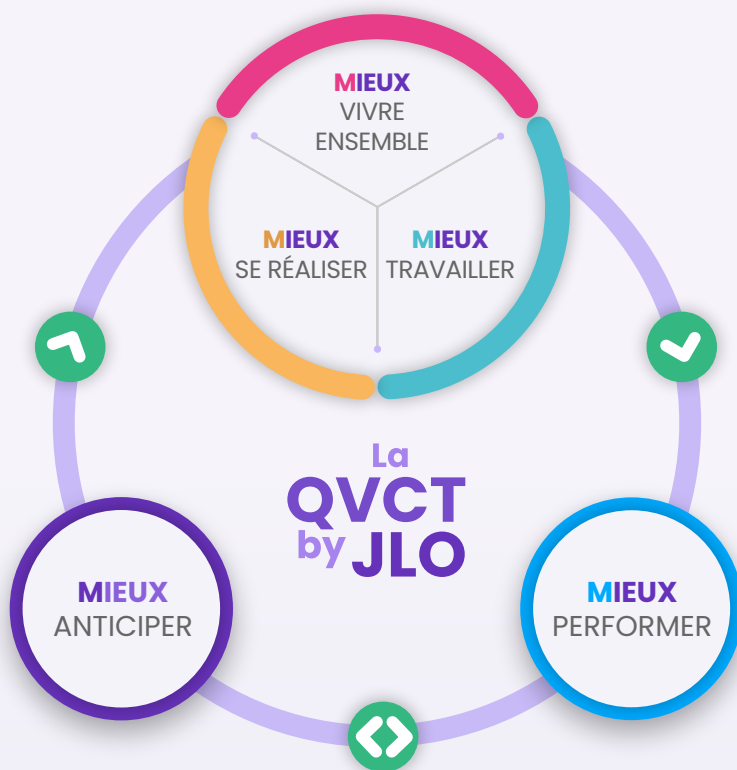 MIEUX
VIVRE
ENSEMBLE
MIEUX
SE RÉALISER
MIEUX
TRAVAILLER
La
QVCT
by JLO
MIEUX
ANTICIPER
MIEUX
PERFORMER